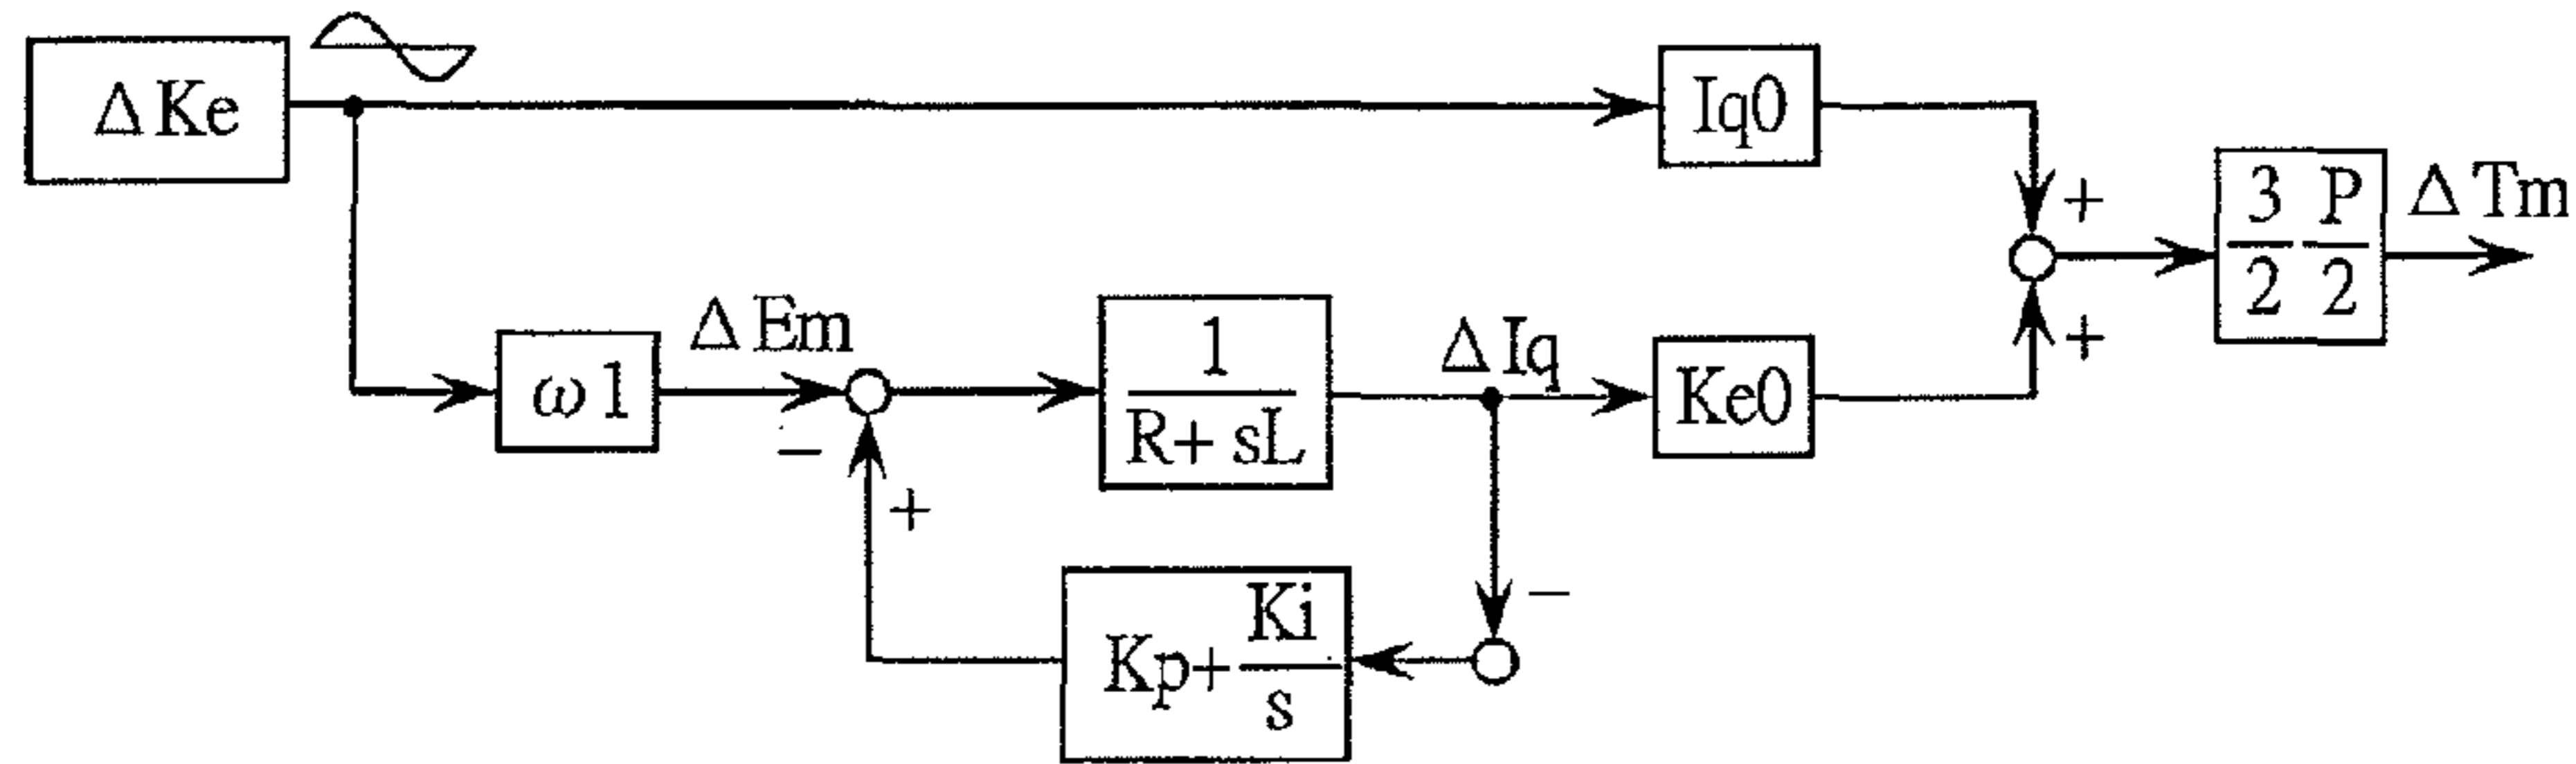 ΔKe
Iq0
+
3/2 P/2
ΔTm
ω1
ΔEm
−
+
1/(R+sL)
ΔIq
Ke0
+
−
Kp+Ki/s